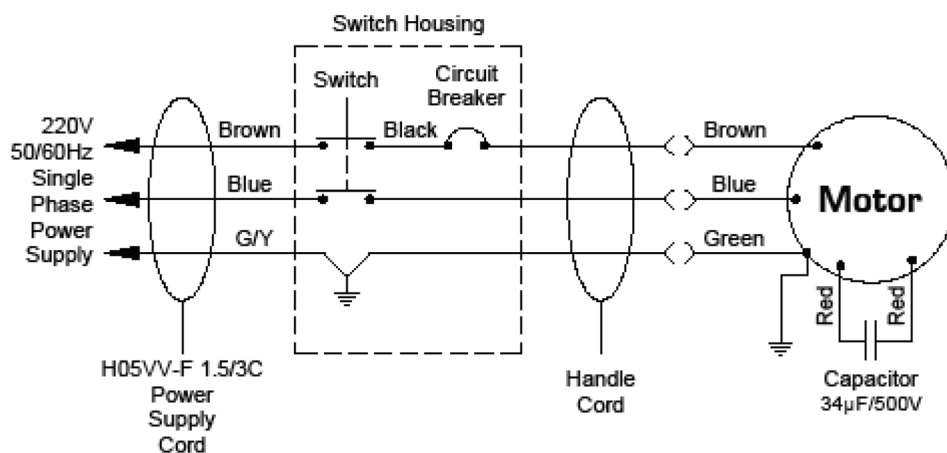 Switch Housing
Switch
Circuit
Breaker
220V
50/60Hz
Single
Phase
Power
Supply
Brown
Black
Brown
Blue
Blue
G/Y
Green
Motor
Red
Red
H05VV-F 1.5/3C
Power
Supply
Cord
Handle
Cord
Capacitor
34µF/500V